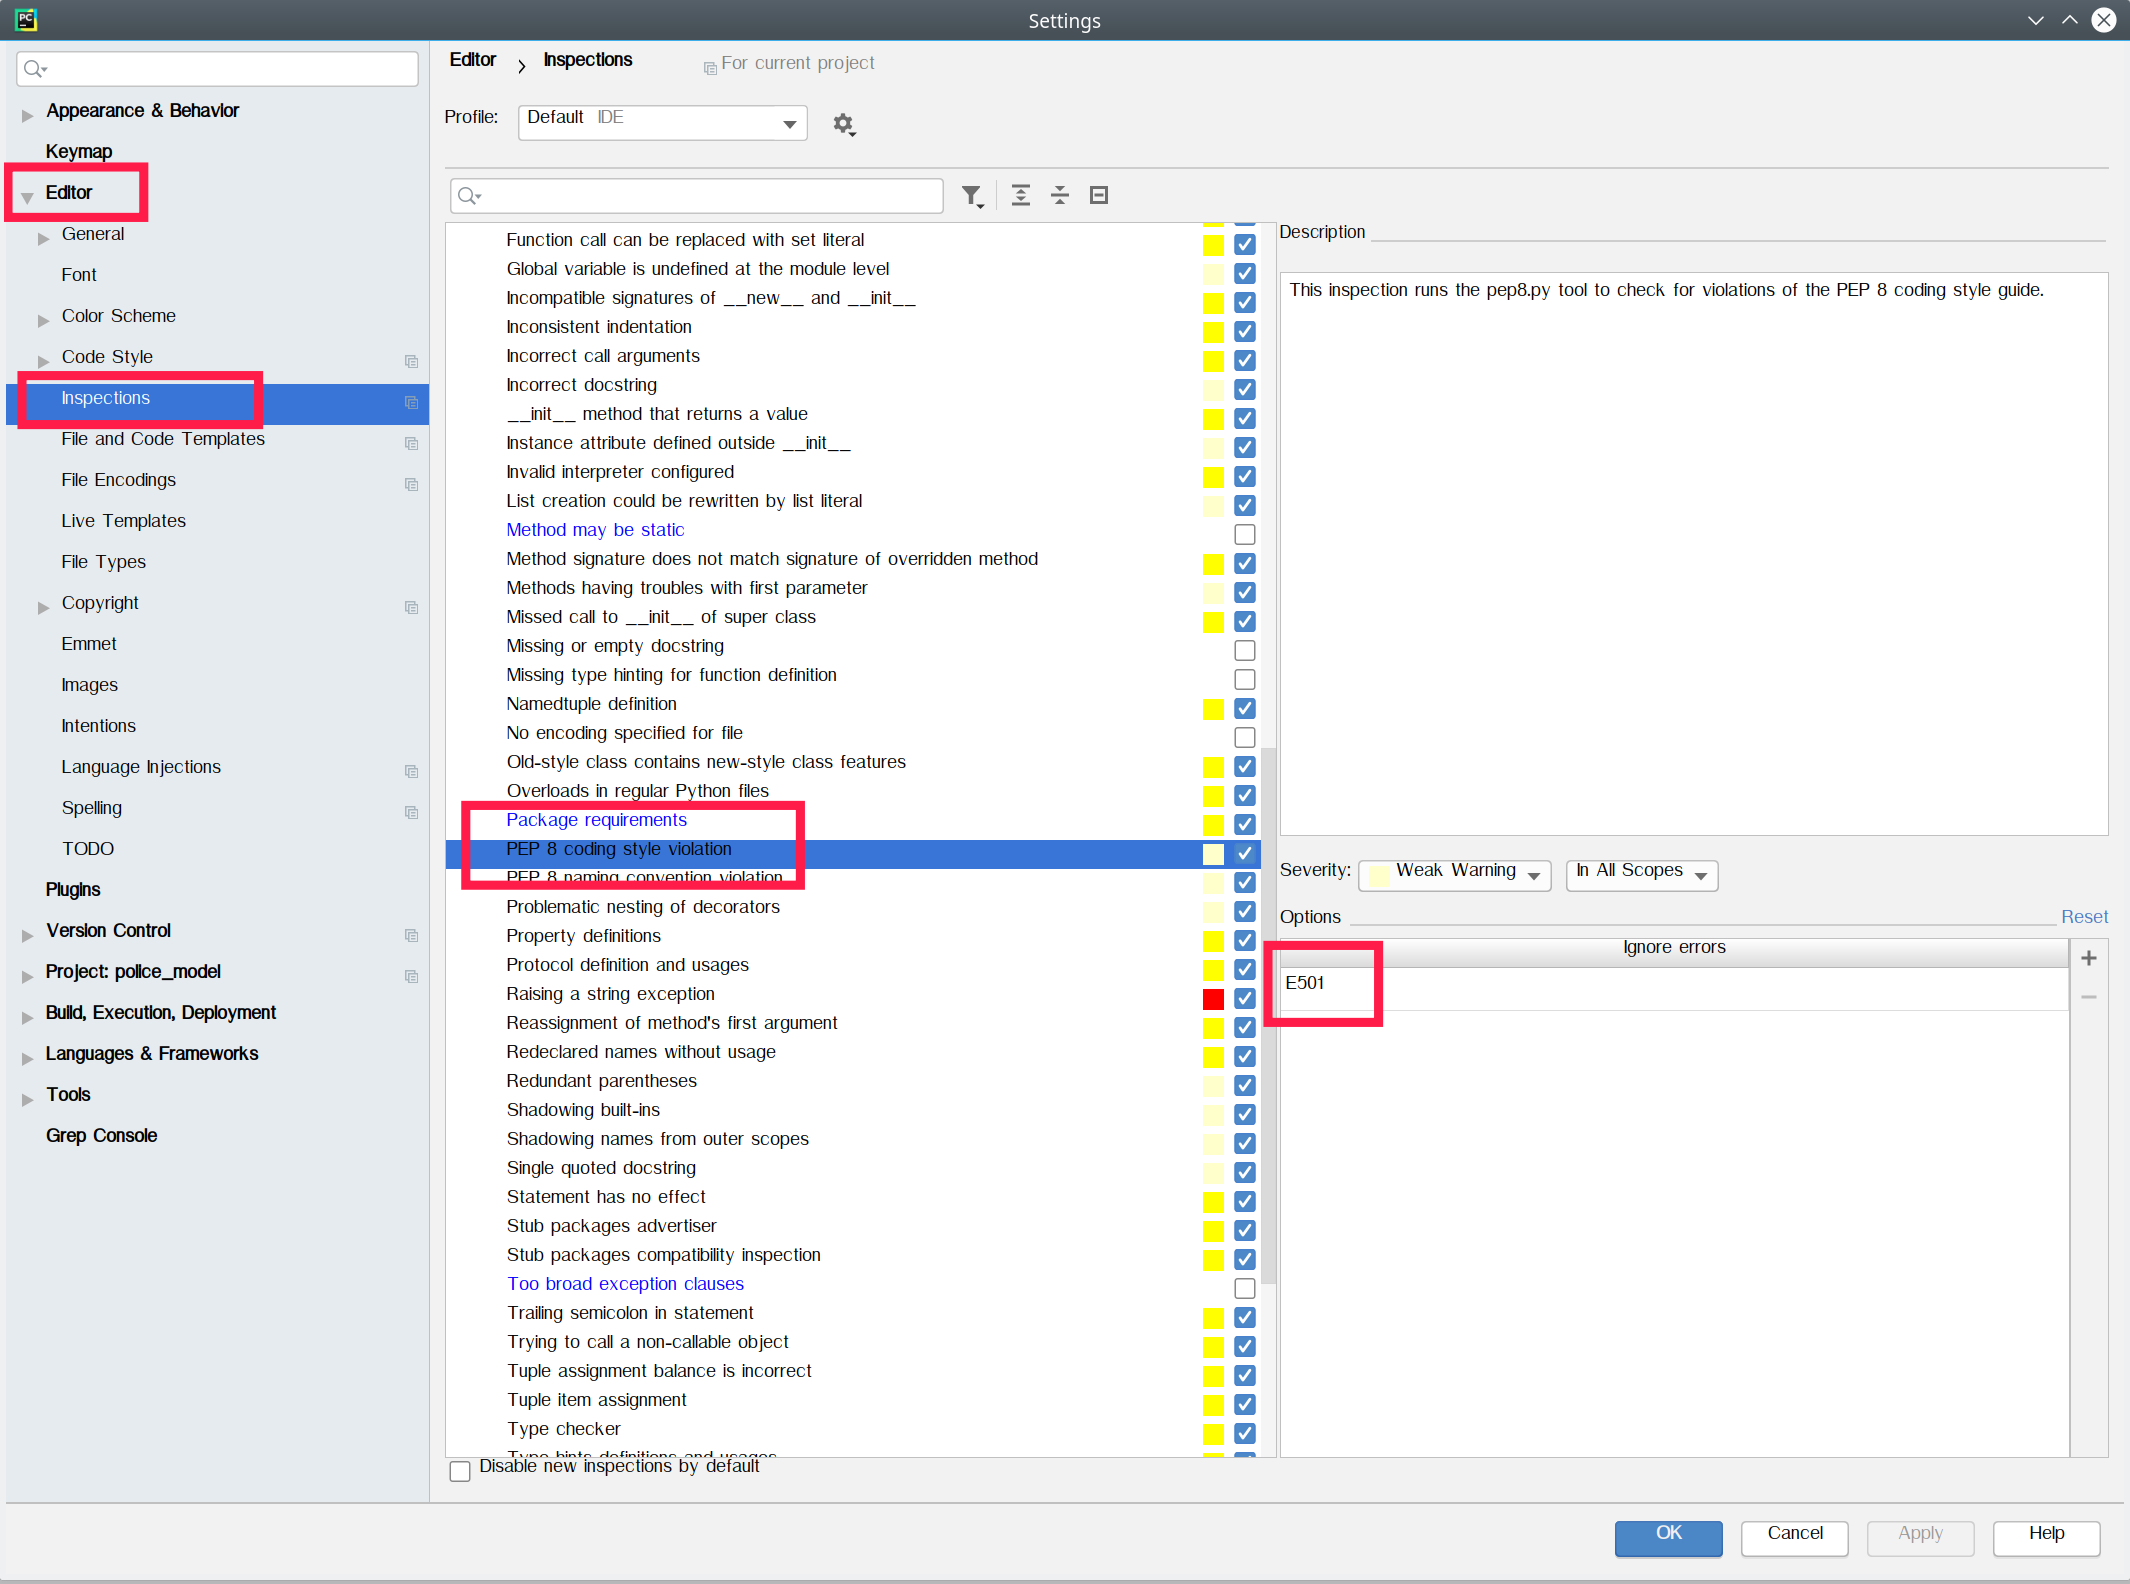 PC
Settings
Appearance & Behavior
Keymap
Editor
General
Font
Color Scheme
Code Style
Inspections
File and Code Templates
File Encodings
Live Templates
File Types
Copyright
Emmet
Images
Intentions
Language Injections
Spelling
TODO
Plugins
Version Control
Project: police_model
Build, Execution, Deployment
Languages & Frameworks
Tools
Grep Console
Editor › Inspections For current project
Profile: Default IDE
Function call can be replaced with set literal
Global variable is undefined at the module level
Incompatible signatures of __new__ and __init__
Inconsistent indentation
Incorrect call arguments
Incorrect docstring
__init__ method that returns a value
Instance attribute defined outside __init__
Invalid interpreter configured
List creation could be rewritten by list literal
Method may be static
Method signature does not match signature of overridden method
Methods having troubles with first parameter
Missed call to __init__ of super class
Missing or empty docstring
Missing type hinting for function definition
Namedtuple definition
No encoding specified for file
Old-style class contains new-style class features
Overloads in regular Python files
Package requirements
PEP 8 coding style violation
PEP 8 naming convention violation
Problematic nesting of decorators
Property definitions
Protocol definition and usages
Raising a string exception
Reassignment of method's first argument
Redeclared names without usage
Redundant parentheses
Shadowing built-ins
Shadowing names from outer scopes
Single quoted docstring
Statement has no effect
Stub packages advertiser
Stub packages compatibility inspection
Too broad exception clauses
Trailing semicolon in statement
Trying to call a non-callable object
Tuple assignment balance is incorrect
Tuple item assignment
Type checker
Type hints definitions and usages
Disable new inspections by default
Description
This inspection runs the pep8.py tool to check for violations of the PEP 8 coding style guide.
Severity: Weak Warning In All Scopes
Options Reset
Ignore errors
E501
OK Cancel Apply Help